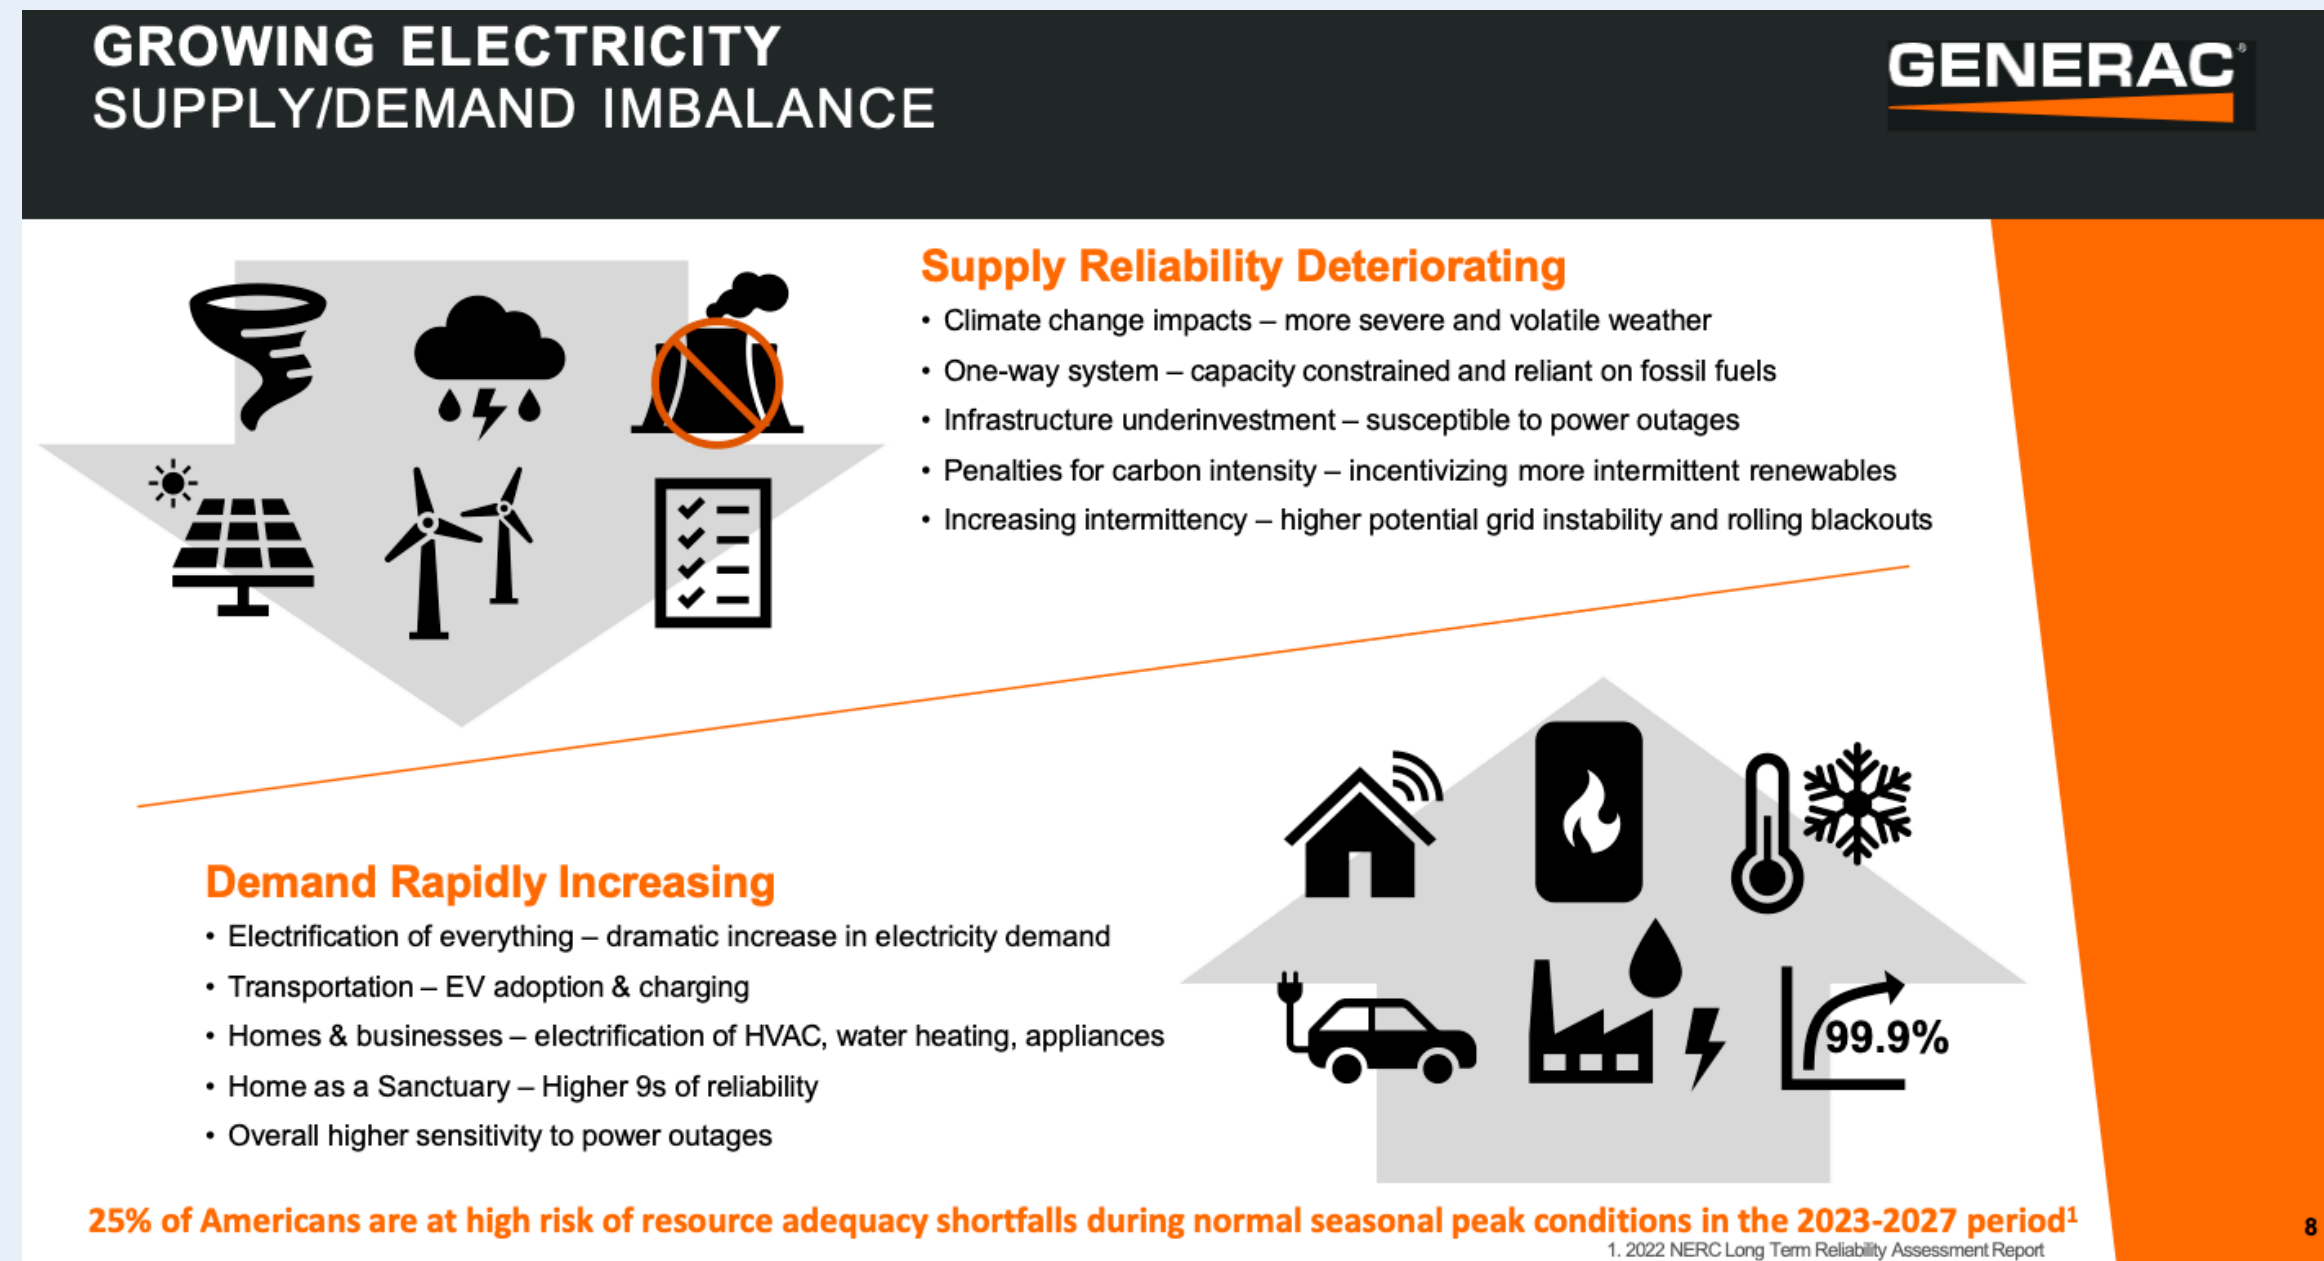 GROWING ELECTRICITY
SUPPLY/DEMAND IMBALANCE
GENERAC®
Supply Reliability Deteriorating
• Climate change impacts – more severe and volatile weather
• One-way system – capacity constrained and reliant on fossil fuels
• Infrastructure underinvestment – susceptible to power outages
• Penalties for carbon intensity – incentivizing more intermittent renewables
• Increasing intermittency – higher potential grid instability and rolling blackouts
Demand Rapidly Increasing
• Electrification of everything – dramatic increase in electricity demand
• Transportation – EV adoption & charging
• Homes & businesses – electrification of HVAC, water heating, appliances
• Home as a Sanctuary – Higher 9s of reliability
• Overall higher sensitivity to power outages
99.9%
25% of Americans are at high risk of resource adequacy shortfalls during normal seasonal peak conditions in the 2023-2027 period¹
1. 2022 NERC Long Term Reliability Assessment Report
8